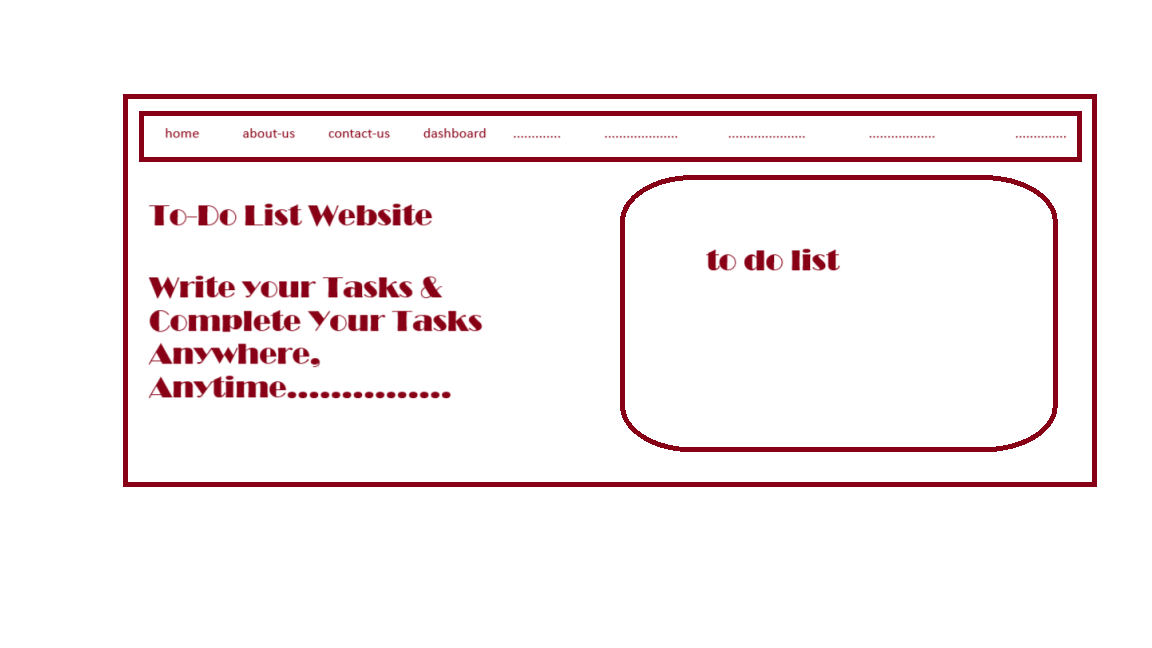 home about-us contact-us dashboard ............. .................... ..................... ................. ..............
To-Do List Website
Write your Tasks &
Complete Your Tasks
Anywhere,
Anytime...............
to do list